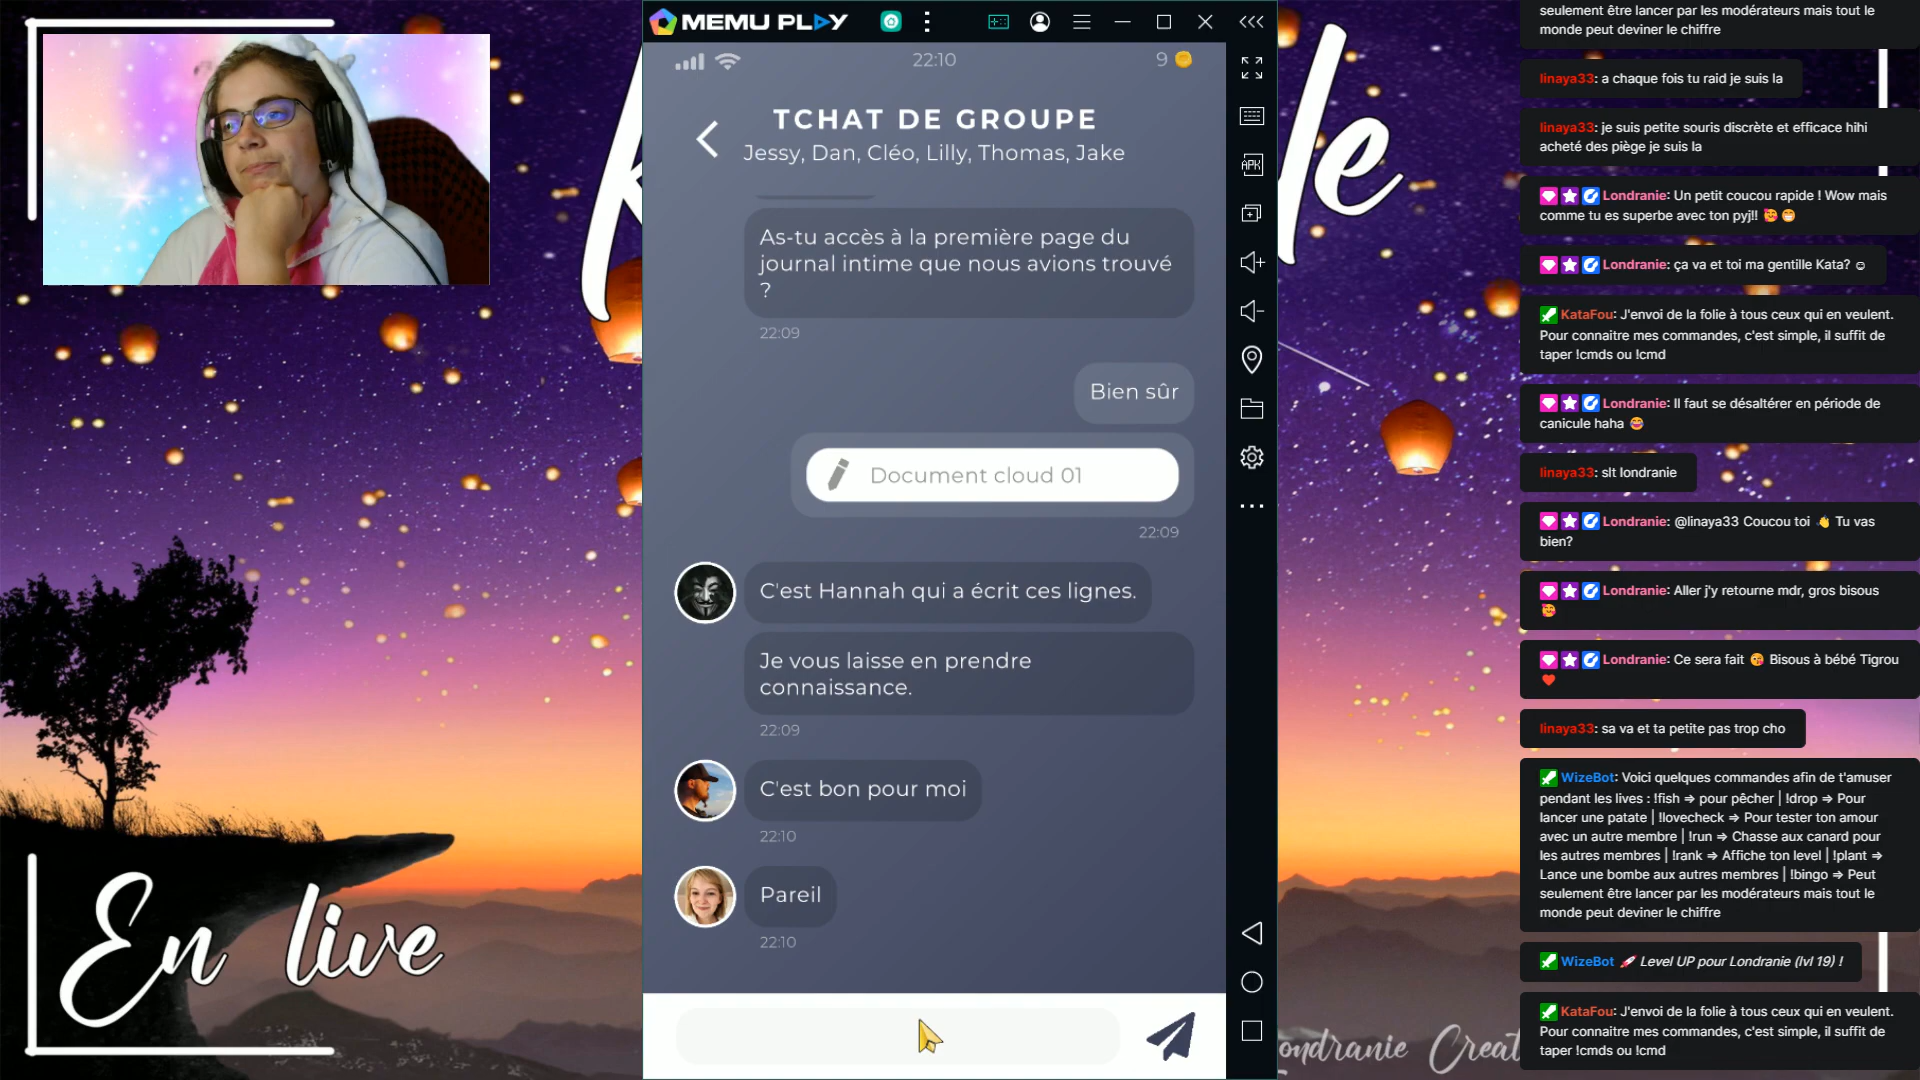 MEMU PLAY
22:10
9
TCHAT DE GROUPE
Jessy, Dan, Cléo, Lilly, Thomas, Jake
As-tu accès à la première page du
journal intime que nous avions trouvé
?
22:09
Bien sûr
Document cloud 01
22:09
C'est Hannah qui a écrit ces lignes.
Je vous laisse en prendre
connaissance.
22:09
C'est bon pour moi
22:10
Pareil
22:10
APK
En live
ondranie Creat
seulement être lancer par les modérateurs mais tout le
monde peut deviner le chiffre
linaya33: a chaque fois tu raid je suis la
linaya33: je suis petite souris discrète et efficace hihi
acheté des piège je suis la
Londranie: Un petit coucou rapide ! Wow mais
comme tu es superbe avec ton pyj!! 🥰 😁
Londranie: ça va et toi ma gentille Kata? ☺
KataFou: J'envoi de la folie à tous ceux qui en veulent.
Pour connaitre mes commandes, c'est simple, il suffit de
taper !cmds ou !cmd
Londranie: Il faut se désaltérer en période de
canicule haha 😂
linaya33: slt londranie
Londranie: @linaya33 Coucou toi 👋 Tu vas
bien?
Londranie: Aller j'y retourne mdr, gros bisous
🥰
Londranie: Ce sera fait 😘 Bisous à bébé Tigrou
♥
linaya33: sa va et ta petite pas trop cho
WizeBot: Voici quelques commandes afin de t'amuser
pendant les lives : !fish => pour pêcher | !drop => Pour
lancer une patate | !lovecheck => Pour tester ton amour
avec un autre membre | !run => Chasse aux canard pour
les autres membres | !rank => Affiche ton level | !plant =>
Lance une bombe aux autres membres | !bingo => Peut
seulement être lancer par les modérateurs mais tout le
monde peut deviner le chiffre
WizeBot 🚀 Level UP pour Londranie (lvl 19) !
KataFou: J'envoi de la folie à tous ceux qui en veulent.
Pour connaitre mes commandes, c'est simple, il suffit de
taper !cmds ou !cmd